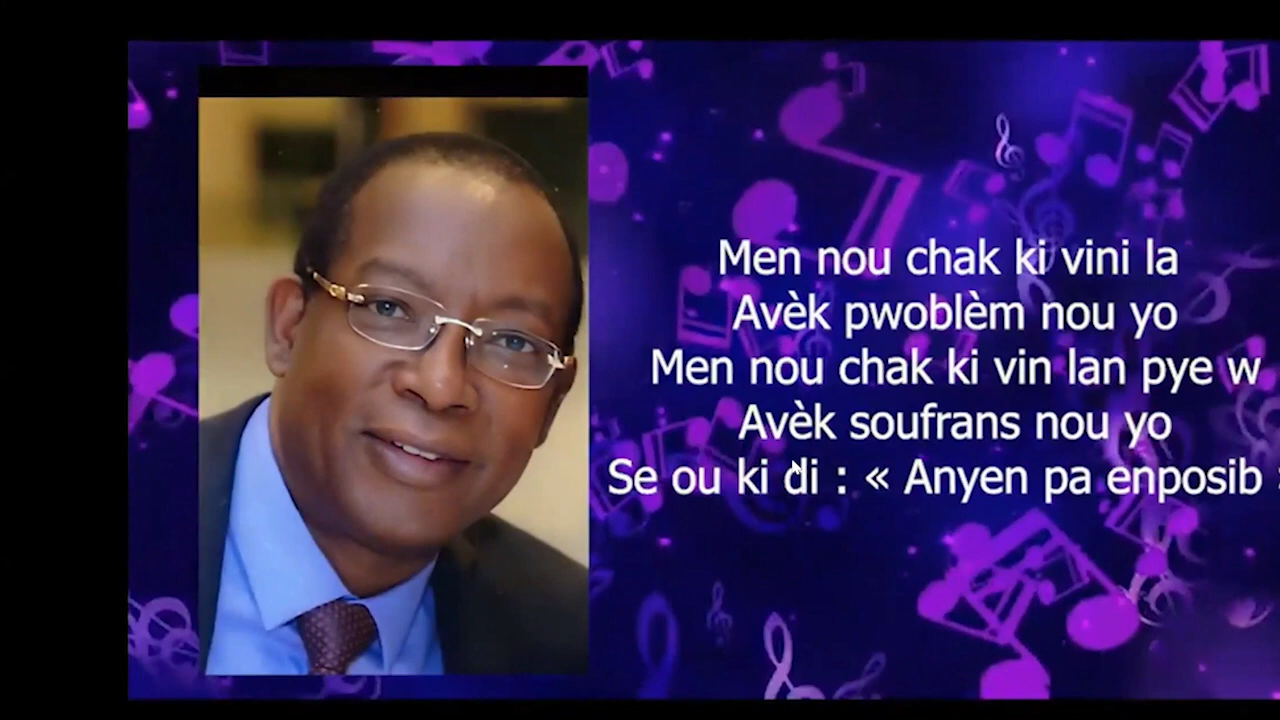 Men nou chak ki vini la
Avèk pwoblèm nou yo
Men nou chak ki vin lan pye w
Avèk soufrans nou yo
Se ou ki di : « Anyen pa enposib »